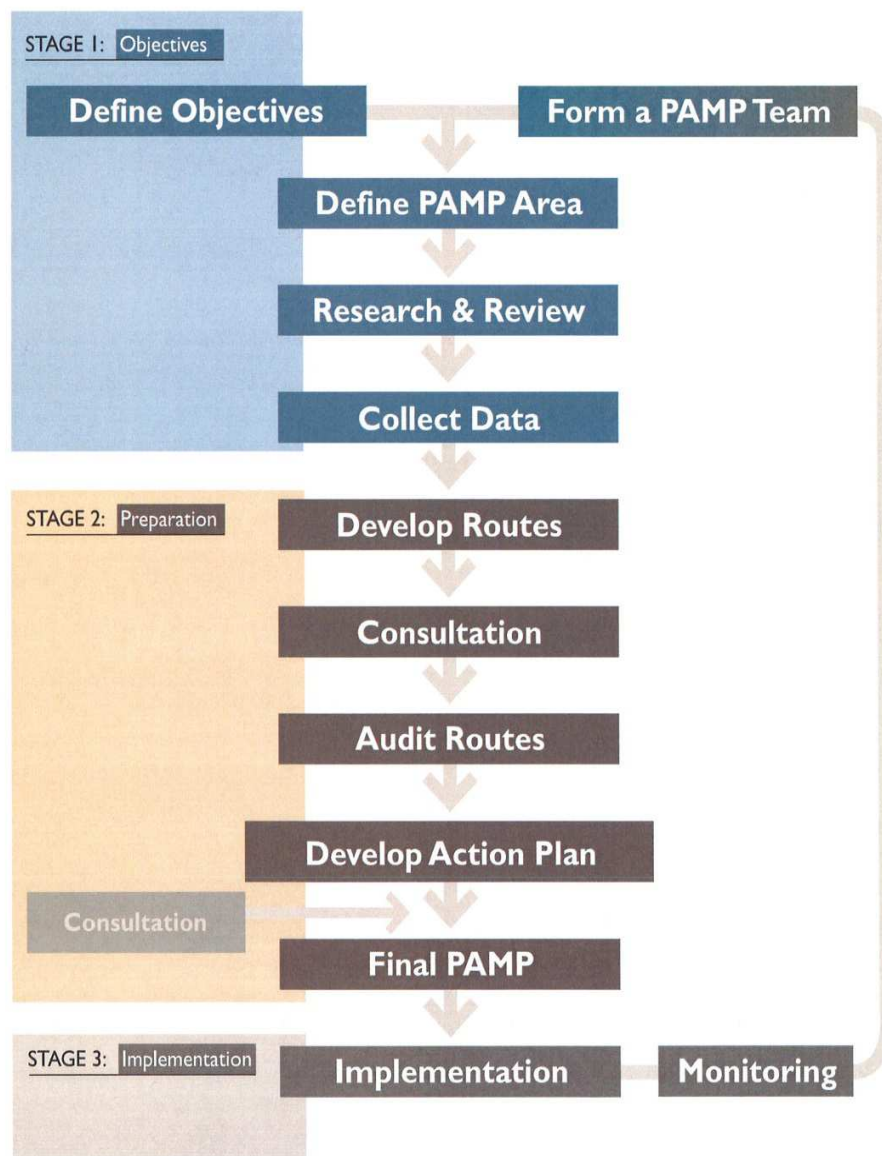 STAGE 1: Objectives
Define Objectives
Form a PAMP Team
Define PAMP Area
Research & Review
Collect Data
STAGE 2: Preparation
Develop Routes
Consultation
Audit Routes
Develop Action Plan
Consultation
Final PAMP
STAGE 3: Implementation
Implementation
Monitoring